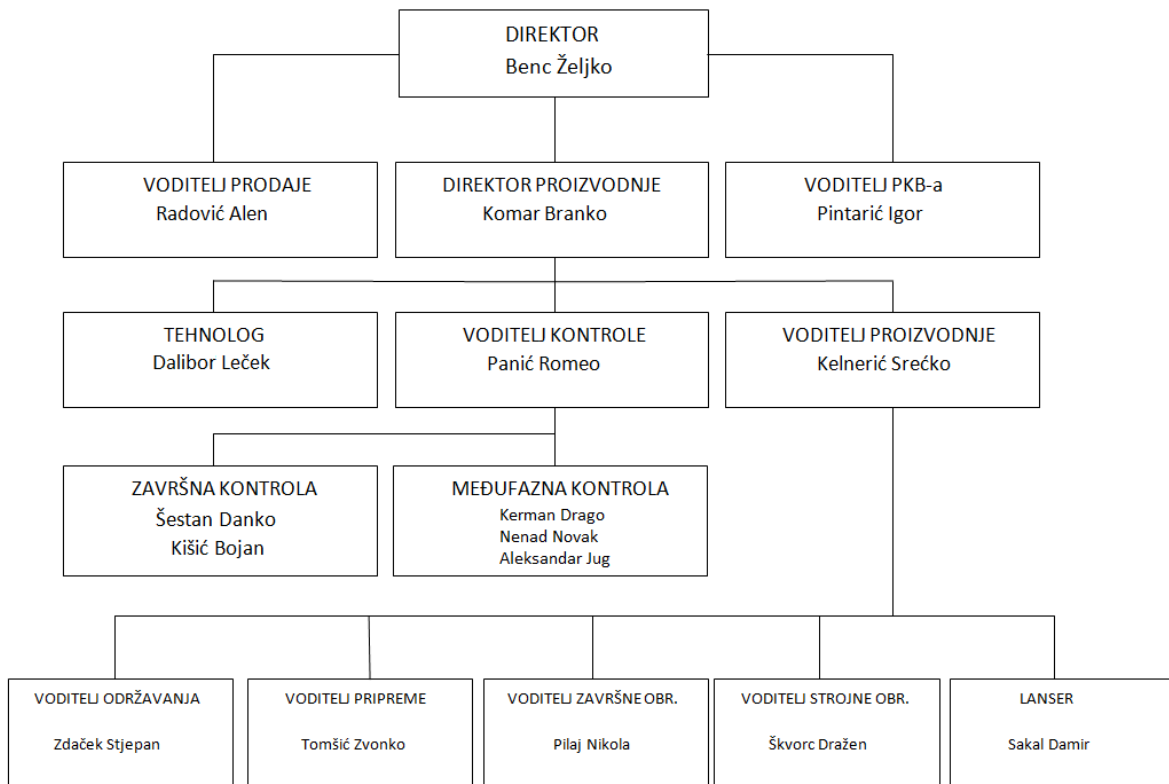 DIREKTOR
Benc Željko
VODITELJ PRODAJE
Radović Alen
DIREKTOR PROIZVODNJE
Komar Branko
VODITELJ PKB-a
Pintarić Igor
TEHNOLOG
Dalibor Leček
VODITELJ KONTROLE
Panić Romeo
VODITELJ PROIZVODNJE
Kelnerić Srećko
ZAVRŠNA KONTROLA
Šestan Danko
Kišić Bojan
MEĐUFAZNA KONTROLA
Kerman Drago
Nenad Novak
Aleksandar Jug
VODITELJ ODRŽAVANJA
Zdaček Stjepan
VODITELJ PRIPREME
Tomšić Zvonko
VODITELJ ZAVRŠNE OBR.
Pilaj Nikola
VODITELJ STROJNE OBR.
Škvorc Dražen
LANSER
Sakal Damir